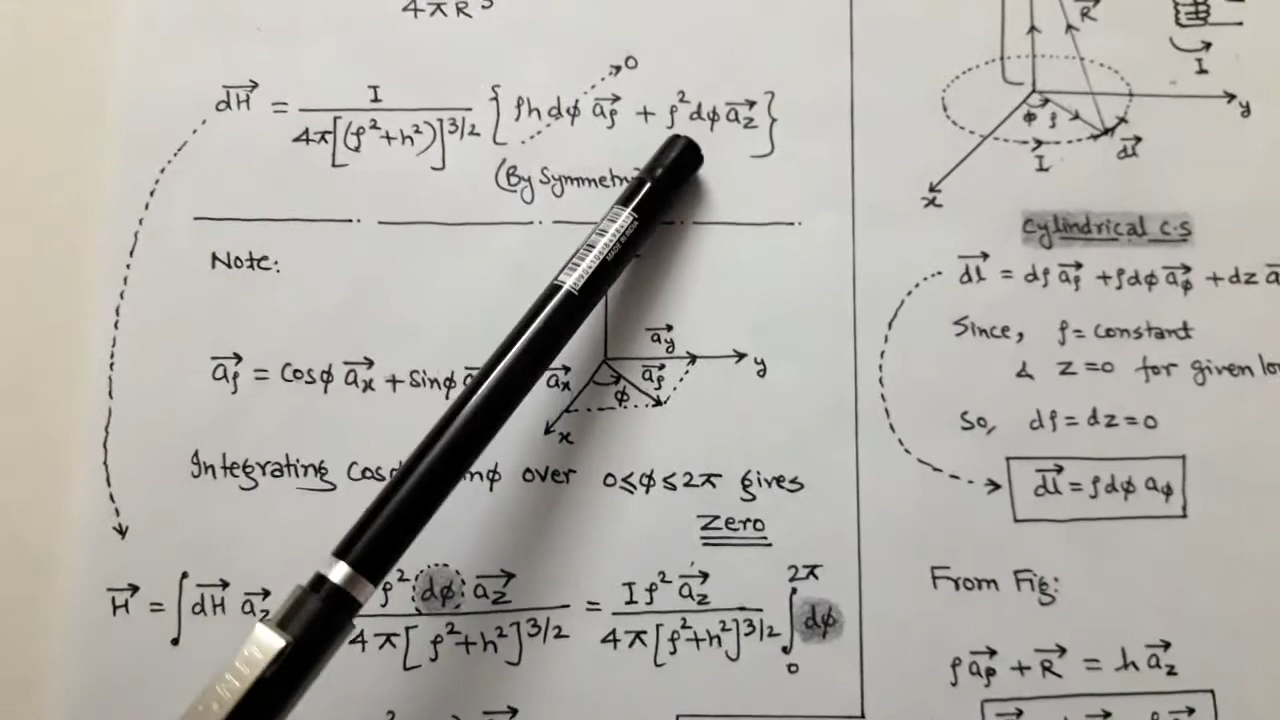 4πR³
dH→ = I / 4π[(ρ²+h²)]^3/2 { ρh dφ aρ→ + ρ² dφ az→ }
0
(By Symmetr
Note:
aρ→ = Cosφ ax→ + Sinφ
ax→ ay→ aρ→ φ x y
Integrating Cos nφ over 0≤φ≤2π gives
Zero
H→ = ∫ dH→ az ρ² dφ az→ / 4π[ρ²+h²]^3/2 = Iρ² az→ / 4π[ρ²+h²]^3/2 ∫₀^2π dφ
R→
I
y
φ ρ
I dl→
x
Cylindrical C.S
dl→ = dρ aρ→ + ρdφ aφ→ + dz a
Since, ρ = constant
& z=0 for given lo
So, dρ = dz = 0
dl→ = ρdφ aφ
From Fig:
ρ aρ→ + R→ = h az→